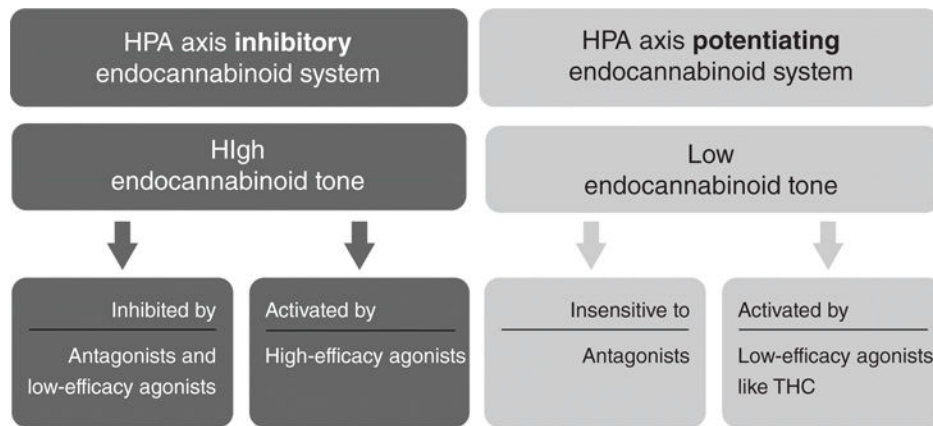 HPA axis inhibitory
endocannabinoid system
HPA axis potentiating
endocannabinoid system
HIgh
endocannabinoid tone
Low
endocannabinoid tone
Inhibited by
Antagonists and
low-efficacy agonists
Activated by
High-efficacy agonists
Insensitive to
Antagonists
Activated by
Low-efficacy agonists
like THC